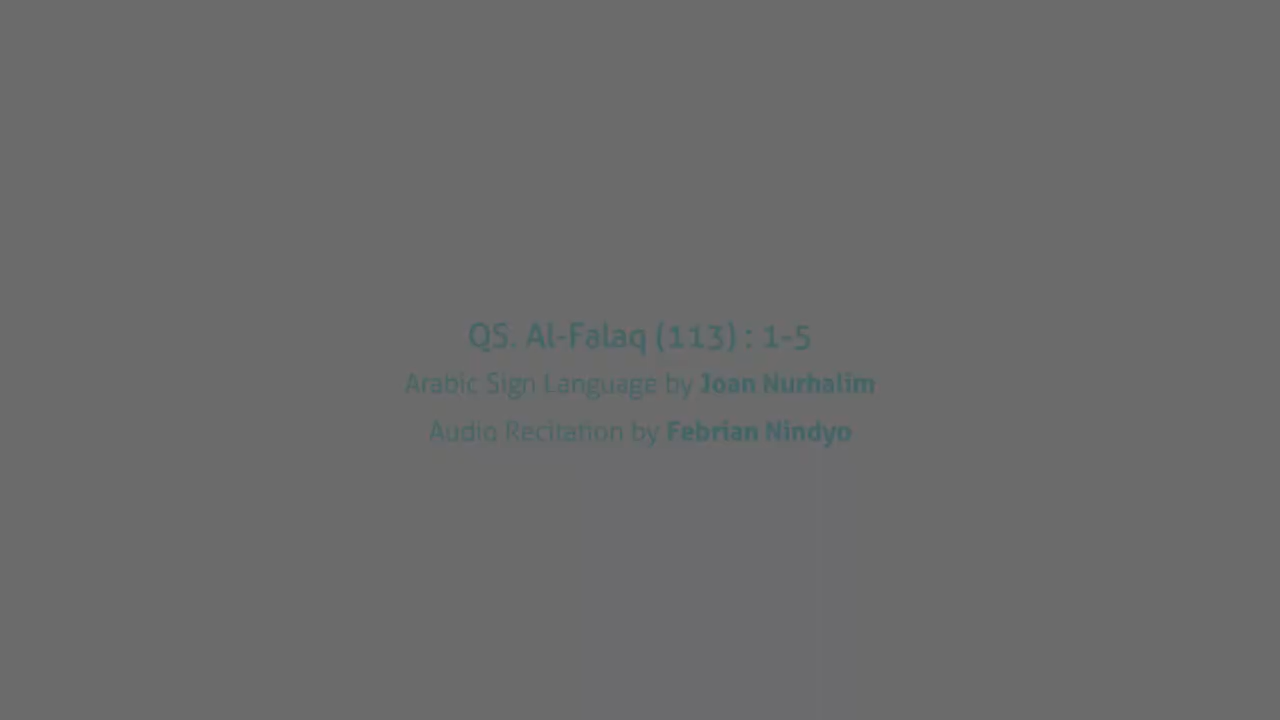 QS. Al-Falaq (113) : 1-5
Arabic Sign Language by Joan Nurhalim
Audio Recitation by Febrian Nindyo